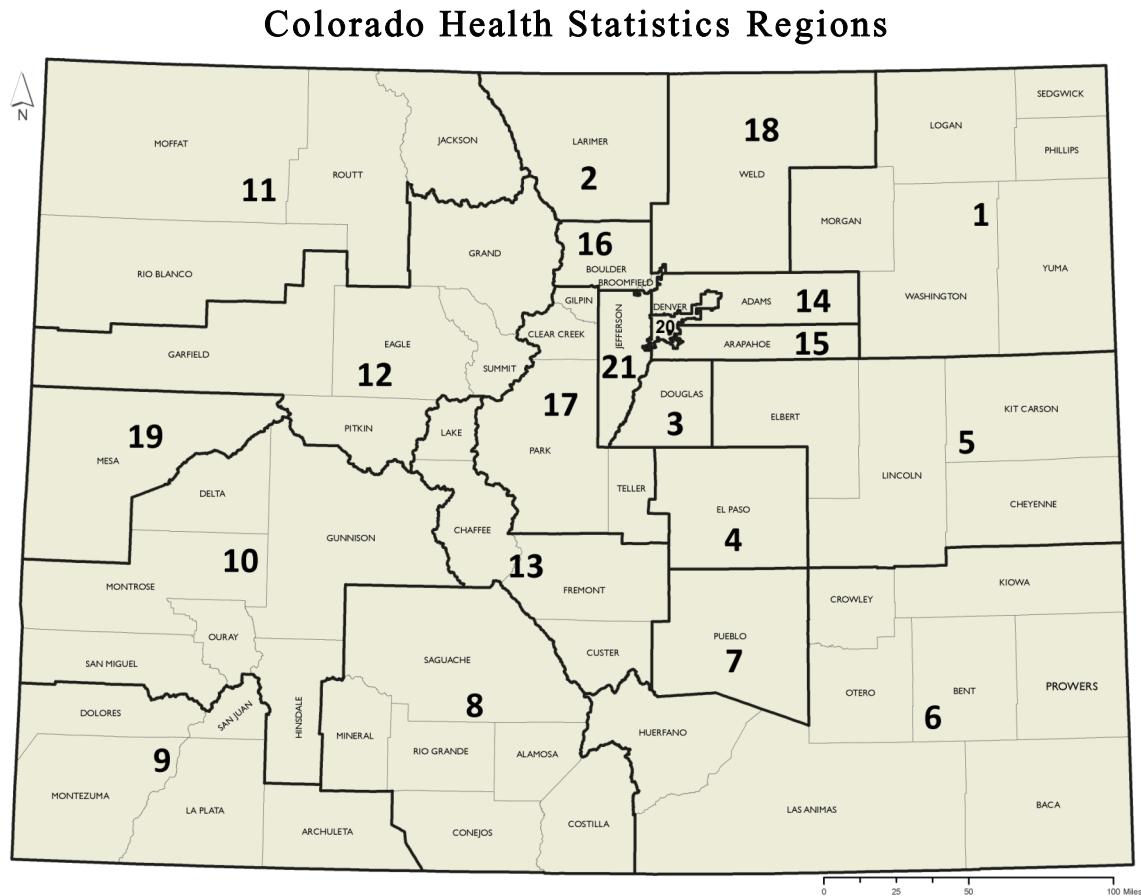 Colorado Health Statistics Regions
N
SEDGWICK
LOGAN
MOFFAT
JACKSON
LARIMER
18
PHILLIPS
ROUTT
2
WELD
11
1
MORGAN
16
GRAND
YUMA
RIO BLANCO
BOULDER
BROOMFIELD
WASHINGTON
GILPIN
DENVER
ADAMS
14
JEFFERSON
20
CLEAR CREEK
EAGLE
ARAPAHOE
15
GARFIELD
SUMMIT
21
12
DOUGLAS
17
3
KIT CARSON
ELBERT
PITKIN
LAKE
19
5
MESA
PARK
LINCOLN
TELLER
DELTA
CHEYENNE
EL PASO
CHAFFEE
GUNNISON
4
10
13
MONTROSE
FREMONT
KIOWA
CROWLEY
OURAY
PUEBLO
SAN MIGUEL
SAGUACHE
CUSTER
7
PROWERS
OTERO
BENT
8
6
DOLORES
SAN JUAN
HINSDALE
MINERAL
HUERFANO
RIO GRANDE
ALAMOSA
9
MONTEZUMA
LA PLATA
LAS ANIMAS
BACA
ARCHULETA
CONEJOS
COSTILLA
0 25 50 100 Miles